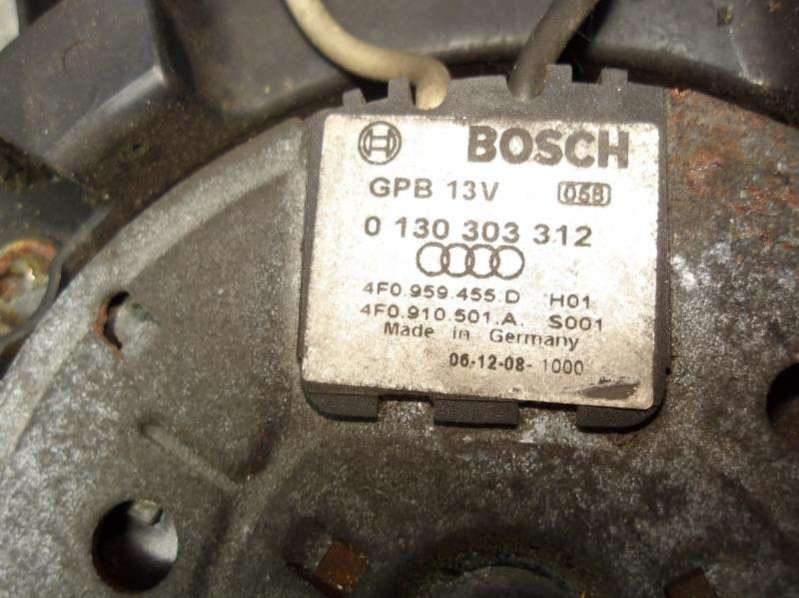 BOSCH
GPB 13V 068
0 130 303 312
4F0.959.455.D H01
4F0.910.501.A. S001
Made in Germany
06-12-08- 1000